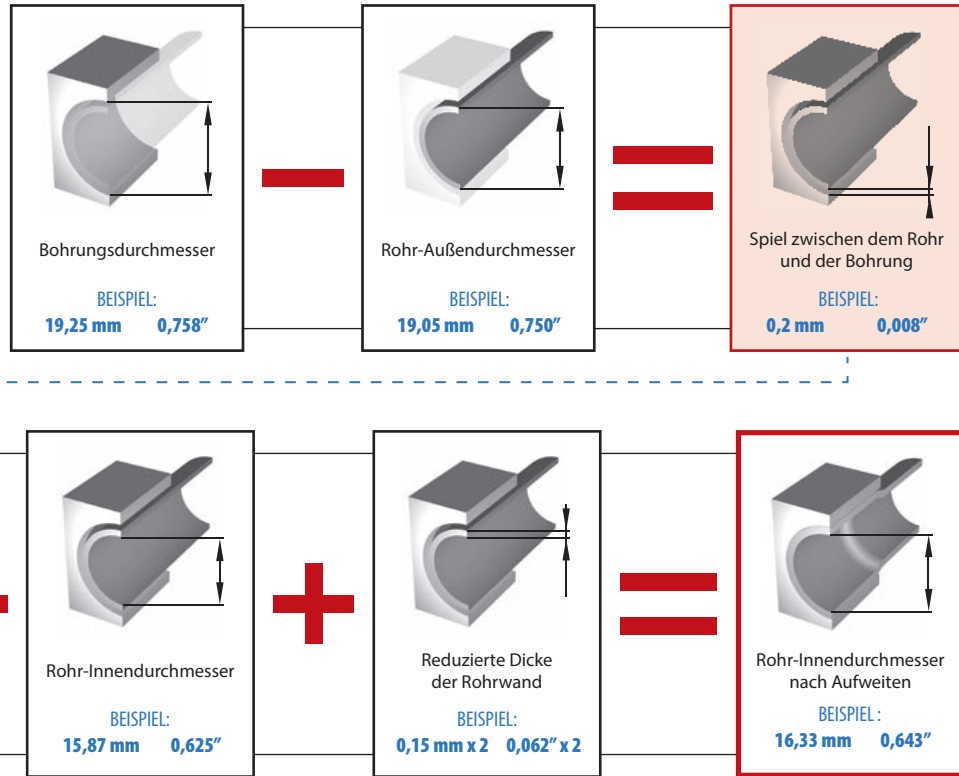 Bohrungsdurchmesser
BEISPIEL:
19,25 mm 0,758″
Rohr-Außendurchmesser
BEISPIEL:
19,05 mm 0,750″
Spiel zwischen dem Rohr
und der Bohrung
BEISPIEL:
0,2 mm 0,008″
Rohr-Innendurchmesser
BEISPIEL:
15,87 mm 0,625″
Reduzierte Dicke
der Rohrwand
BEISPIEL:
0,15 mm x 2 0,062″ x 2
Rohr-Innendurchmesser
nach Aufweiten
BEISPIEL :
16,33 mm 0,643″